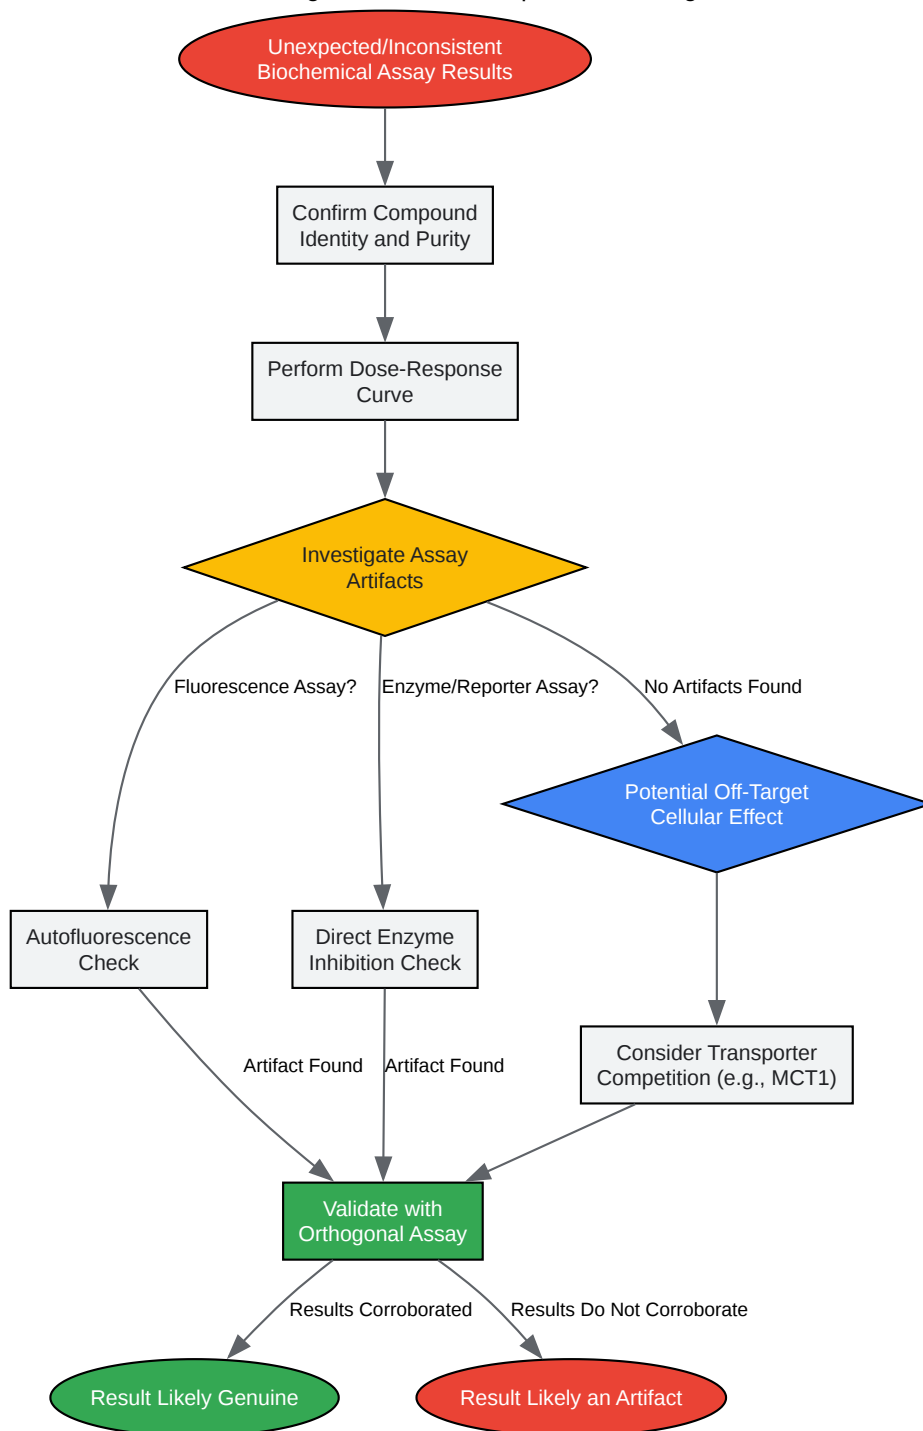 Unexpected/Inconsistent
Biochemical Assay Results
Confirm Compound
Identity and Purity
Perform Dose-Response
Curve
Investigate Assay
Artifacts
Fluorescence Assay?
Enzyme/Reporter Assay?
No Artifacts Found
Potential Off-Target
Cellular Effect
Autofluorescence
Check
Direct Enzyme
Inhibition Check
Consider Transporter
Competition (e.g., MCT1)
Artifact Found
Artifact Found
Validate with
Orthogonal Assay
Results Corroborated
Results Do Not Corroborate
Result Likely Genuine
Result Likely an Artifact